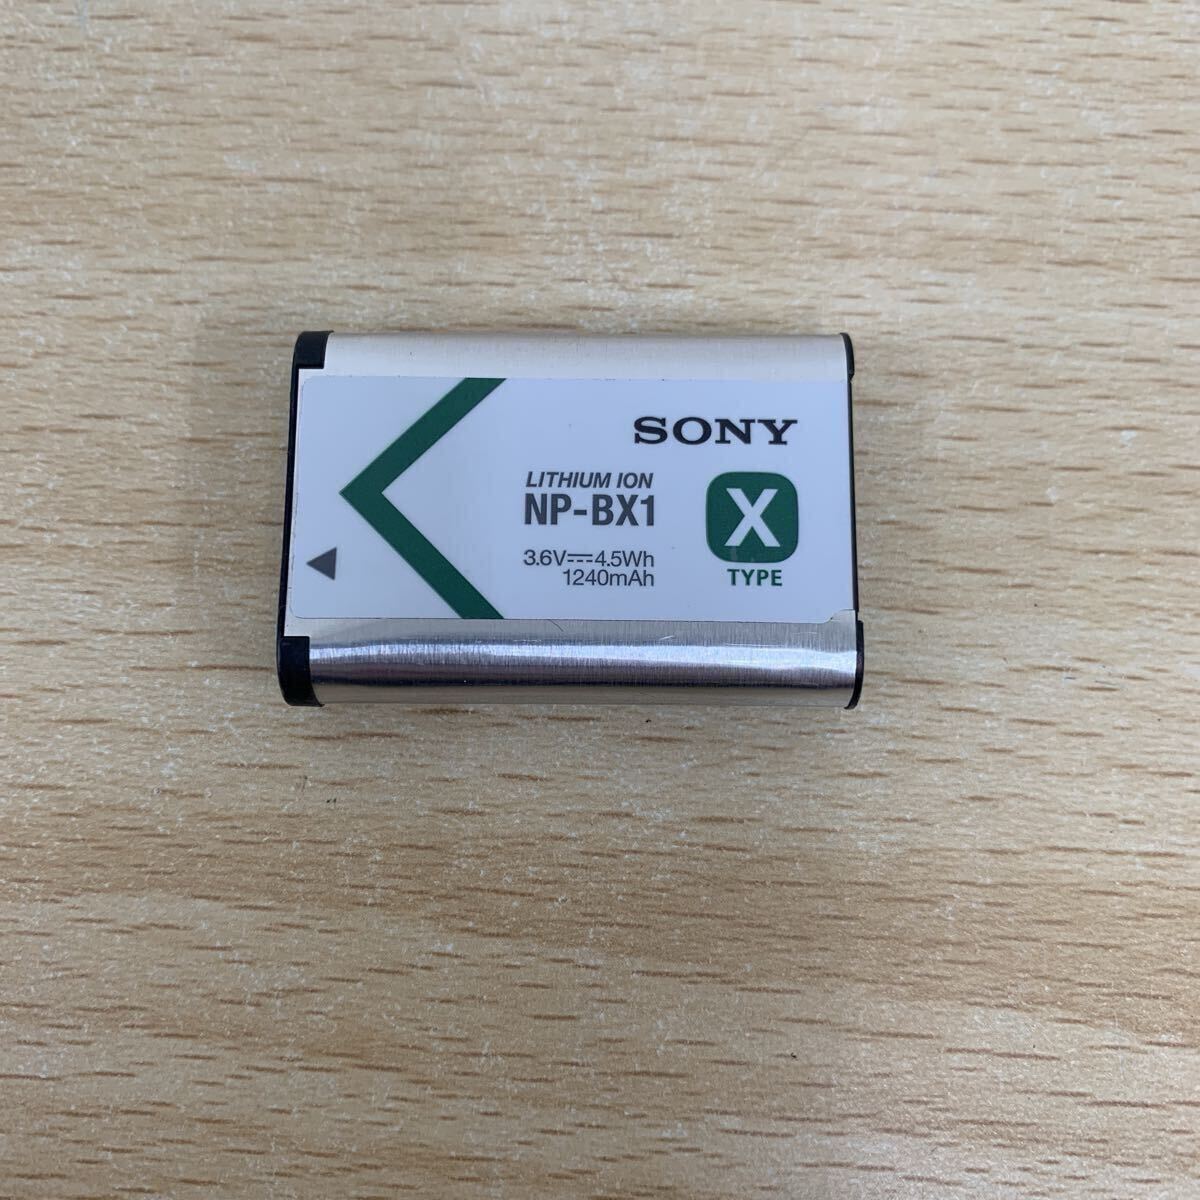 SONY
LITHIUM ION
NP-BX1
3.6V⎓4.5Wh
1240mAh
X
TYPE